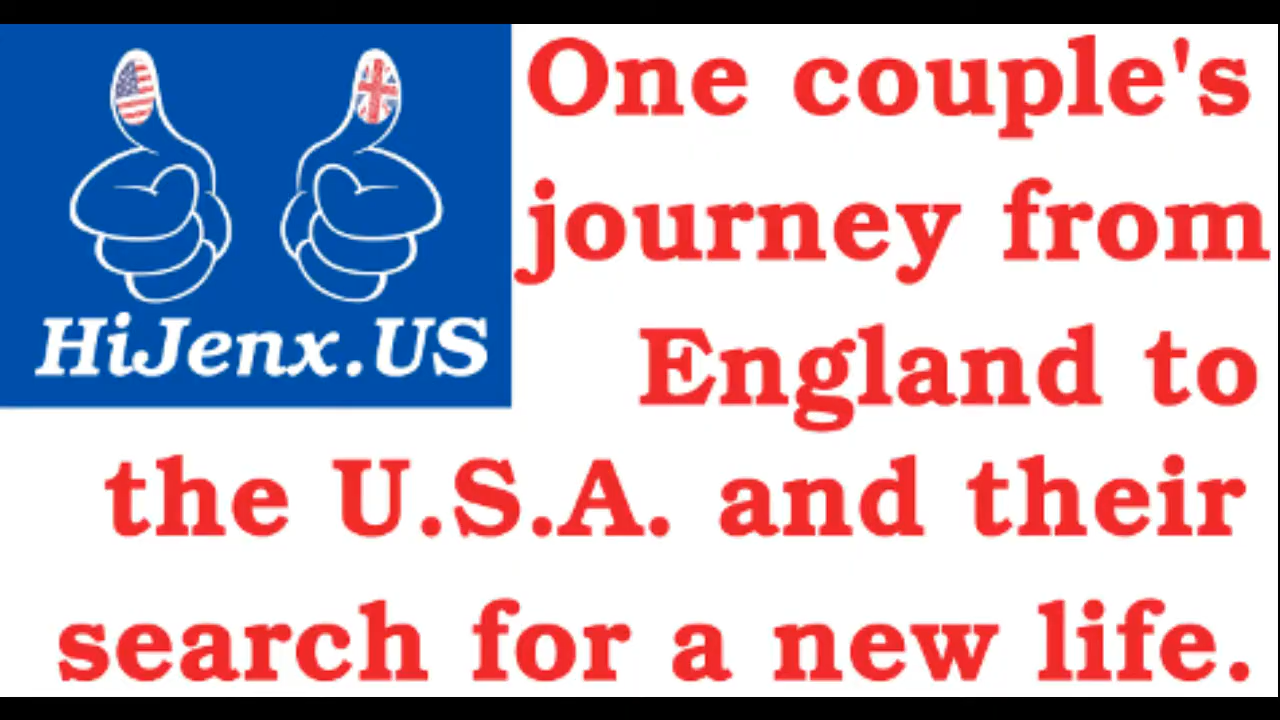 HiJenx.US
One couple's
journey from
England to
the U.S.A. and their
search for a new life.